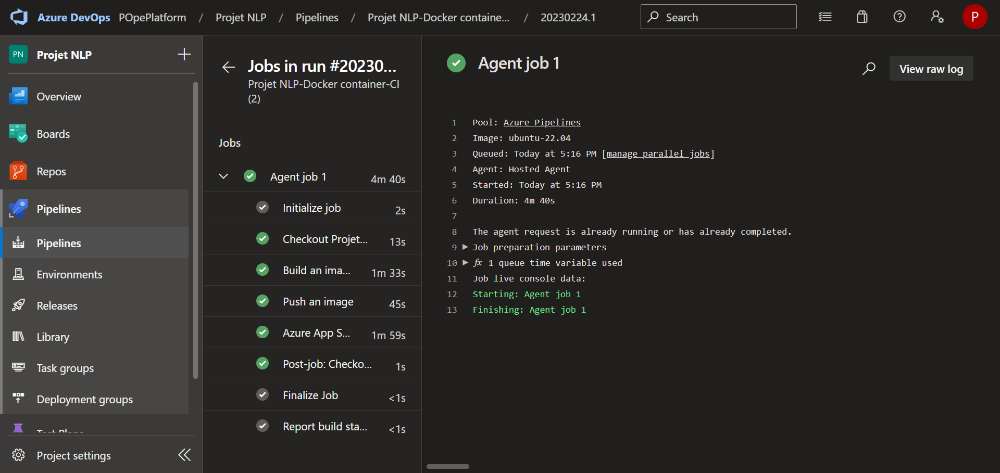 Azure DevOps POpePlatform / Projet NLP / Pipelines / Projet NLP-Docker containe... / 20230224.1
Search
P
PN Projet NLP
Overview
Boards
Repos
Pipelines
Pipelines
Environments
Releases
Library
Task groups
Deployment groups
Test Plans
Project settings
Jobs in run #20230...
Projet NLP-Docker container-CI
(2)
Jobs
Agent job 1 4m 40s
Initialize job 2s
Checkout Projet... 13s
Build an ima... 1m 33s
Push an image 45s
Azure App S... 1m 59s
Post-job: Checko... 1s
Finalize Job <1s
Report build sta... <1s
Agent job 1
View raw log
1 Pool: Azure Pipelines
2 Image: ubuntu-22.04
3 Queued: Today at 5:16 PM [manage parallel jobs]
4 Agent: Hosted Agent
5 Started: Today at 5:16 PM
6 Duration: 4m 40s
7
8 The agent request is already running or has already completed.
9 Job preparation parameters
10 fx 1 queue time variable used
11 Job live console data:
12 Starting: Agent job 1
13 Finishing: Agent job 1